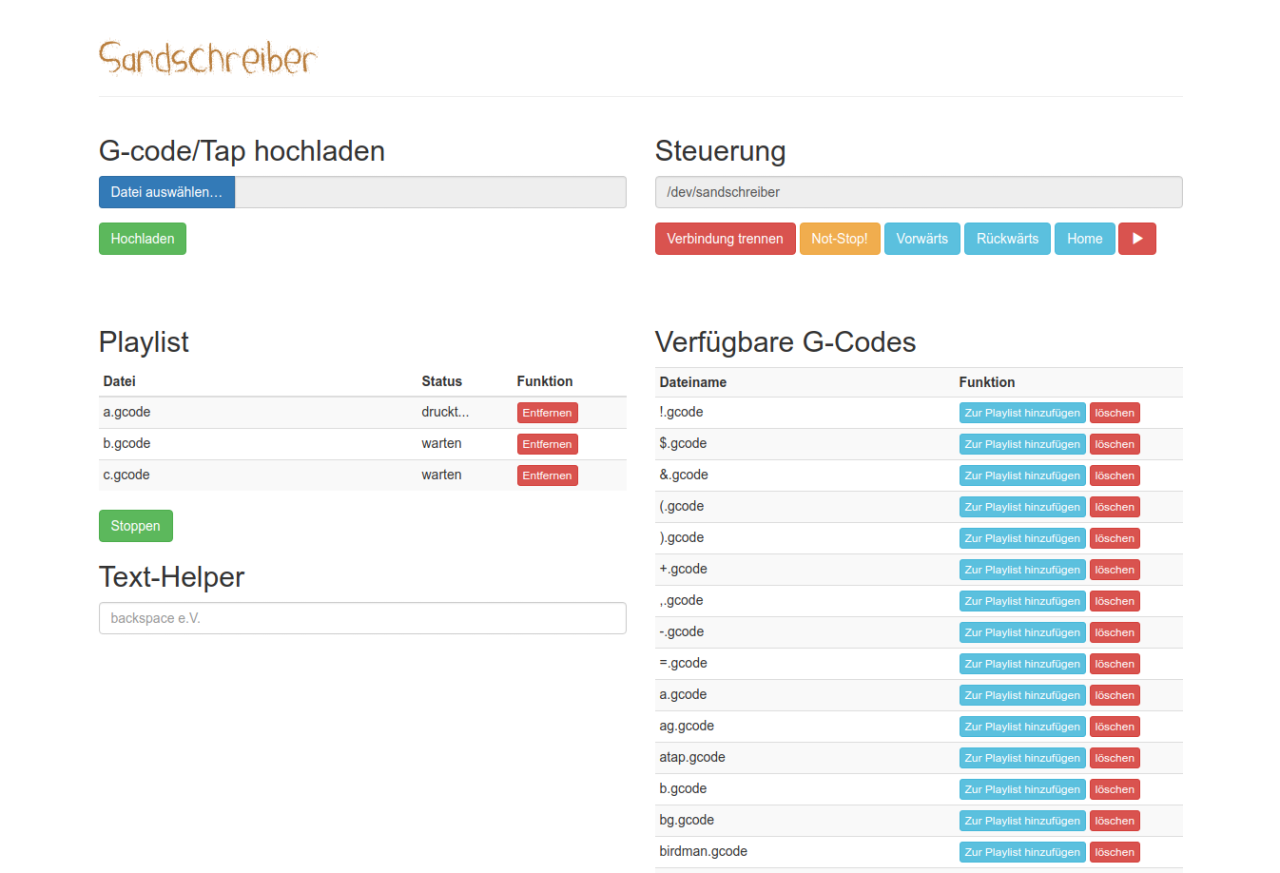 Sandschreiber
G-code/Tap hochladen
Datei auswählen…
Hochladen
Steuerung
/dev/sandschreiber
Verbindung trennen Not-Stop! Vorwärts Rückwärts Home
Playlist
Datei Status Funktion
a.gcode druckt... Entfernen
b.gcode warten Entfernen
c.gcode warten Entfernen
Stoppen
Text-Helper
backspace e.V.
Verfügbare G-Codes
Dateiname Funktion
!.gcode Zur Playlist hinzufügen löschen
$.gcode Zur Playlist hinzufügen löschen
&.gcode Zur Playlist hinzufügen löschen
(.gcode Zur Playlist hinzufügen löschen
).gcode Zur Playlist hinzufügen löschen
+.gcode Zur Playlist hinzufügen löschen
,.gcode Zur Playlist hinzufügen löschen
-.gcode Zur Playlist hinzufügen löschen
=.gcode Zur Playlist hinzufügen löschen
a.gcode Zur Playlist hinzufügen löschen
ag.gcode Zur Playlist hinzufügen löschen
atap.gcode Zur Playlist hinzufügen löschen
b.gcode Zur Playlist hinzufügen löschen
bg.gcode Zur Playlist hinzufügen löschen
birdman.gcode Zur Playlist hinzufügen löschen